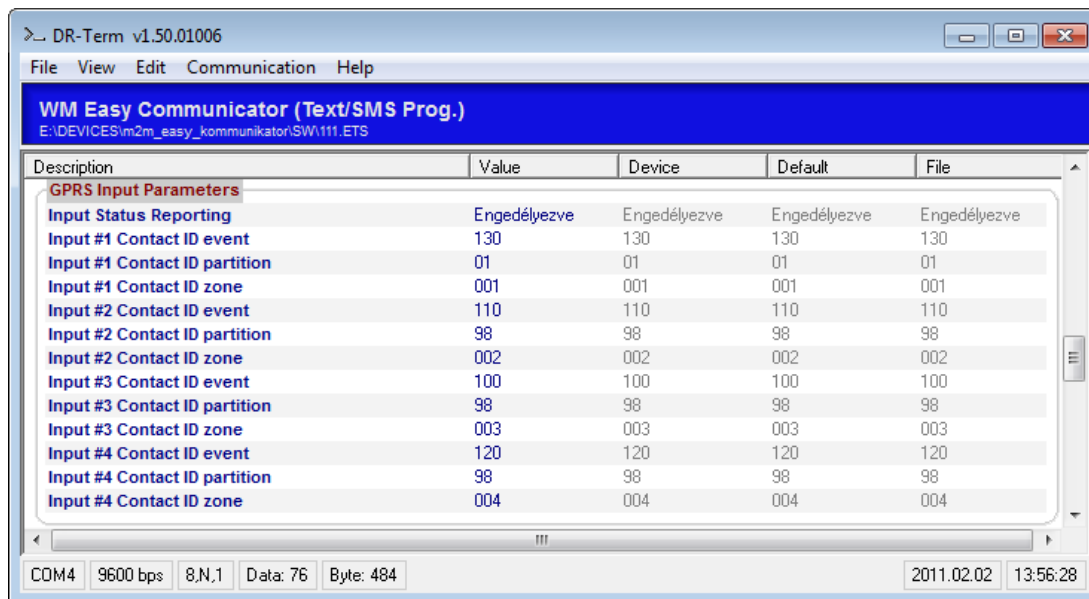 DR-Term v1.50.01006
File View Edit Communication Help
WM Easy Communicator (Text/SMS Prog.)
E:\DEVICES\m2m_easy_kommunikator\SW\111.ETS
Description Value Device Default File
GPRS Input Parameters
Input Status Reporting Engedélyezve Engedélyezve Engedélyezve Engedélyezve
Input #1 Contact ID event 130 130 130 130
Input #1 Contact ID partition 01 01 01 01
Input #1 Contact ID zone 001 001 001 001
Input #2 Contact ID event 110 110 110 110
Input #2 Contact ID partition 98 98 98 98
Input #2 Contact ID zone 002 002 002 002
Input #3 Contact ID event 100 100 100 100
Input #3 Contact ID partition 98 98 98 98
Input #3 Contact ID zone 003 003 003 003
Input #4 Contact ID event 120 120 120 120
Input #4 Contact ID partition 98 98 98 98
Input #4 Contact ID zone 004 004 004 004
COM4 9600 bps 8,N,1 Data: 76 Byte: 484 2011.02.02 13:56:28